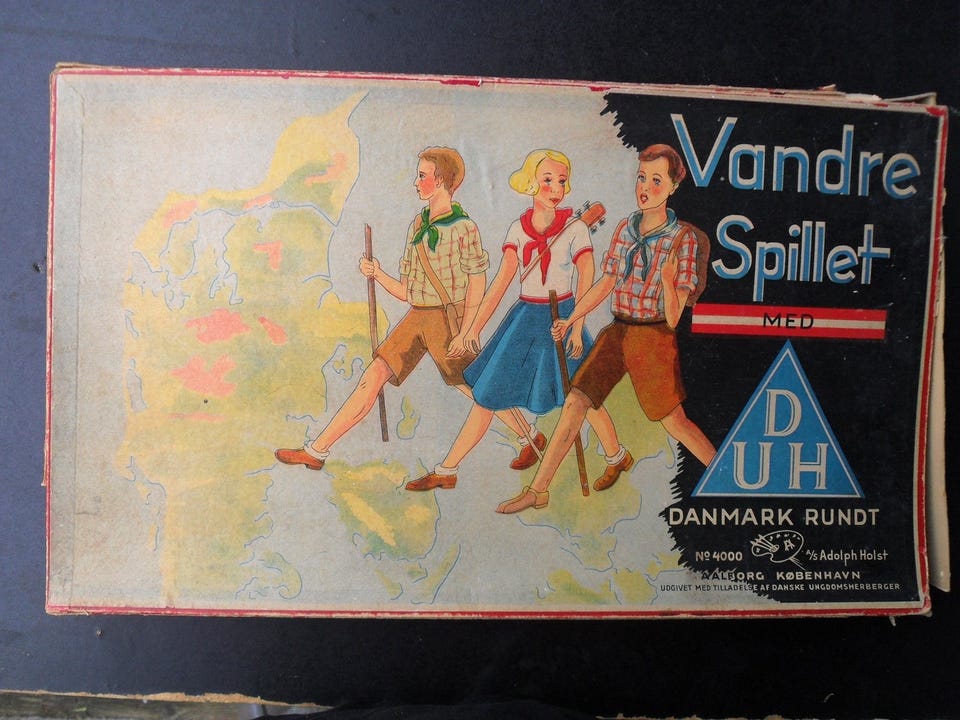 Vandre
Spillet
MED
D
UH
DANMARK RUNDT
No 4000
A/S Adolph Holst
AALBORG KØBENHAVN
UDGIVET MED TILLADELSE AF DANSKE UNGDOMSHERBERGER